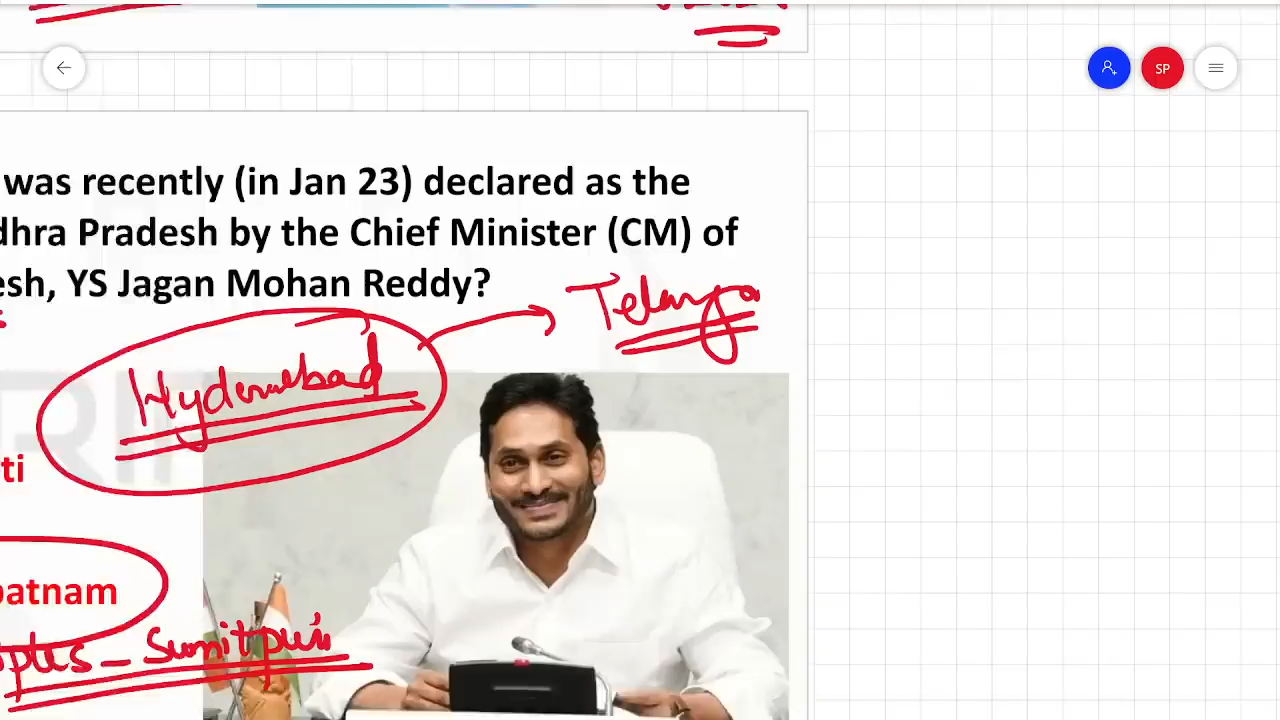 SP
was recently (in Jan 23) declared as the
dhra Pradesh by the Chief Minister (CM) of
esh, YS Jagan Mohan Reddy?
Hyderabad
ti
patnam
Sumitpuri